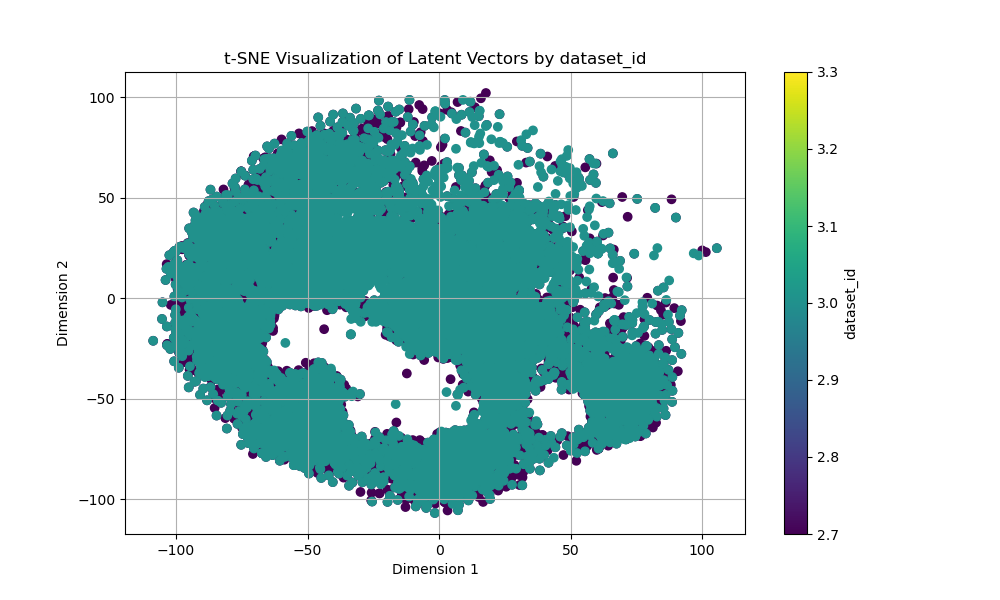 t-SNE Visualization of Latent Vectors by dataset_id
100
50
0
−50
−100
Dimension 2
−100 −50 0 50 100
Dimension 1
3.3
3.2
3.1
3.0
2.9
2.8
2.7
dataset_id